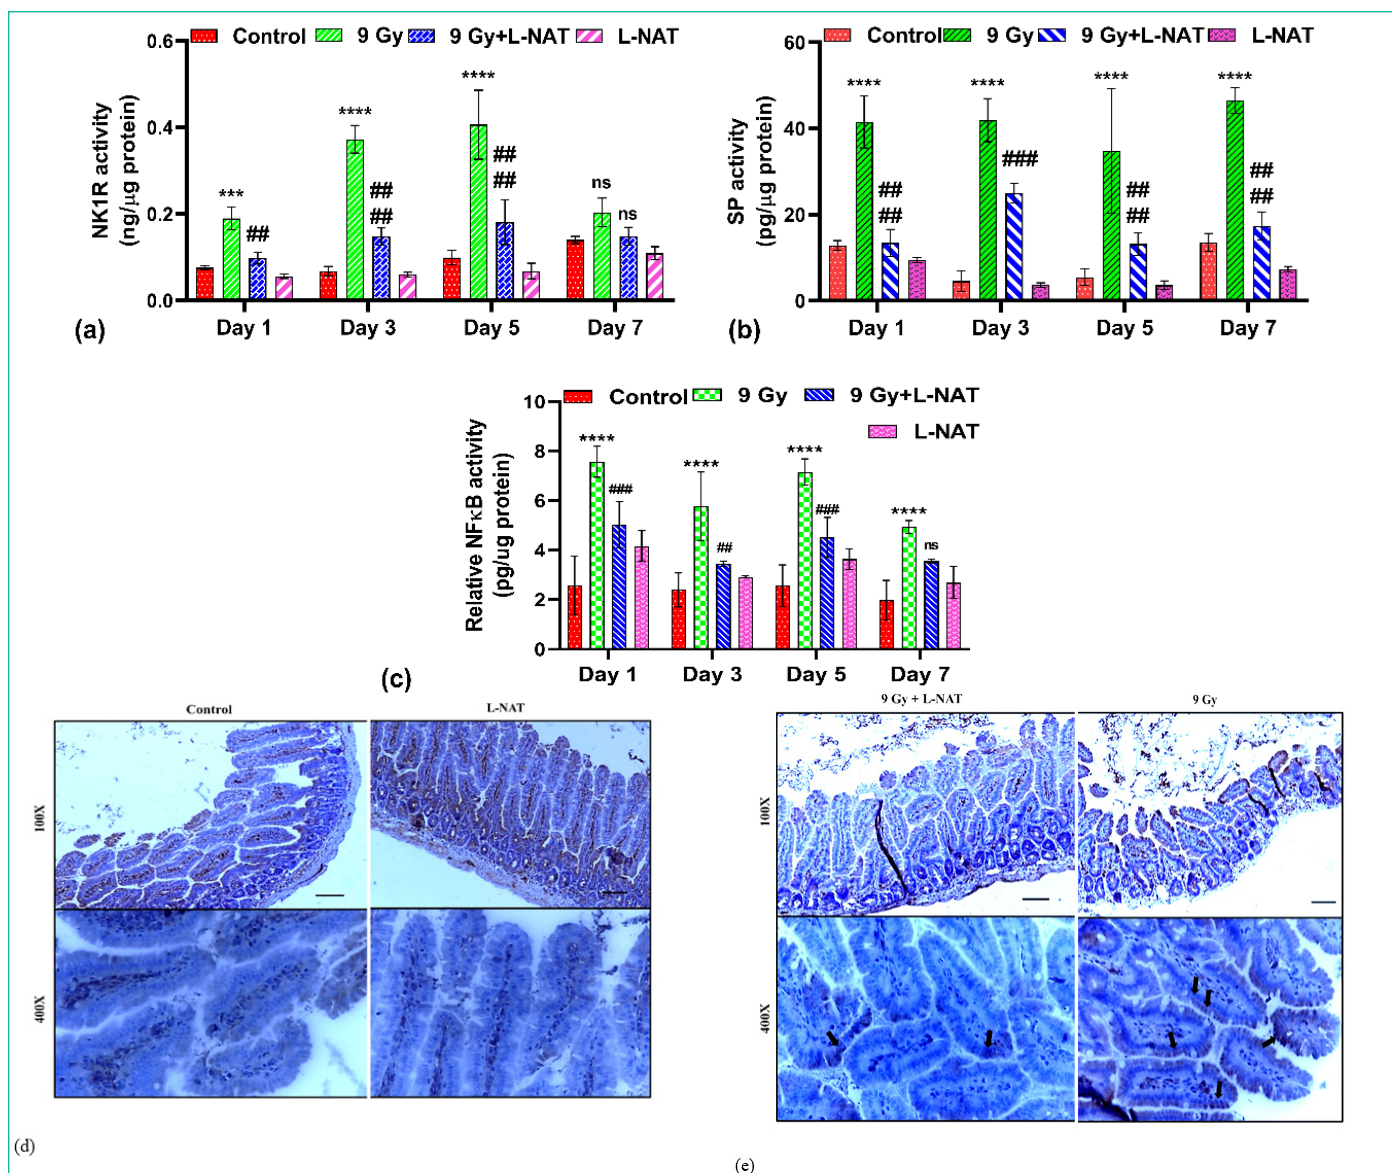 Control 9 Gy 9 Gy+L-NAT L-NAT
NK1R activity
(ng/µg protein)
0.6
0.4
0.2
0.0
*** ## **** ## ## **** ## ## ns ns
Day 1 Day 3 Day 5 Day 7
(a)
Control 9 Gy 9 Gy+L-NAT L-NAT
SP activity
(pg/µg protein)
60
40
20
0
**** ## ## **** ### **** ## ## **** ## ##
Day 1 Day 3 Day 5 Day 7
(b)
Control 9 Gy 9 Gy+L-NAT
L-NAT
Relative NFκB activity
(pg/ug protein)
10
8
6
4
2
0
**** ### **** ## **** ### **** ns
Day 1 Day 3 Day 5 Day 7
(c)
Control L-NAT
100X
400X
(d)
9 Gy + L-NAT 9 Gy
100X
400X
(e)